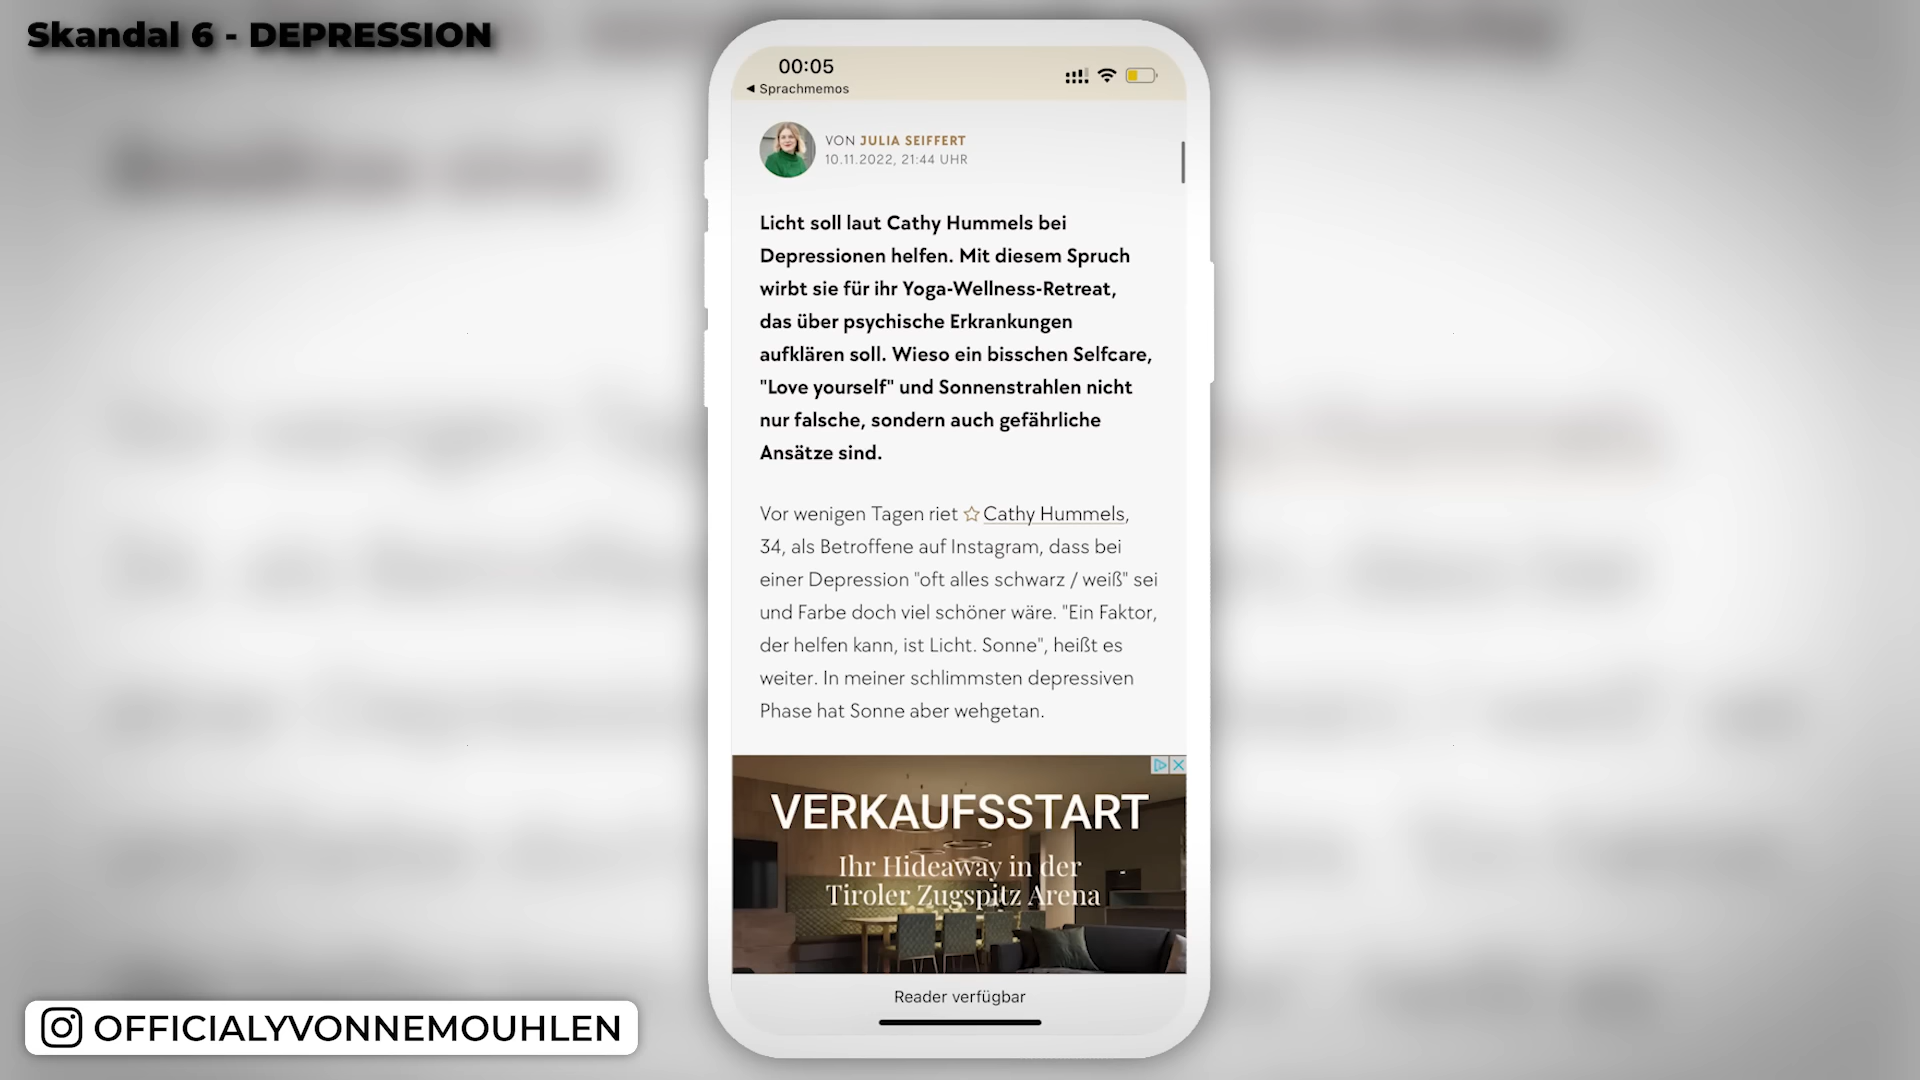 Skandal 6 - DEPRESSION
00:05
◀ Sprachmemos
VON JULIA SEIFFERT
10.11.2022, 21:44 UHR
Licht soll laut Cathy Hummels bei
Depressionen helfen. Mit diesem Spruch
wirbt sie für ihr Yoga-Wellness-Retreat,
das über psychische Erkrankungen
aufklären soll. Wieso ein bisschen Selfcare,
"Love yourself" und Sonnenstrahlen nicht
nur falsche, sondern auch gefährliche
Ansätze sind.
Vor wenigen Tagen riet ☆ Cathy Hummels,
34, als Betroffene auf Instagram, dass bei
einer Depression "oft alles schwarz / weiß" sei
und Farbe doch viel schöner wäre. "Ein Faktor,
der helfen kann, ist Licht. Sonne", heißt es
weiter. In meiner schlimmsten depressiven
Phase hat Sonne aber wehgetan.
VERKAUFSSTART
Ihr Hideaway in der
Tiroler Zugspitz Arena
Reader verfügbar
OFFICIALYVONNEMOUHLEN